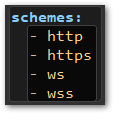 schemes:
- http
- https
- ws
- wss